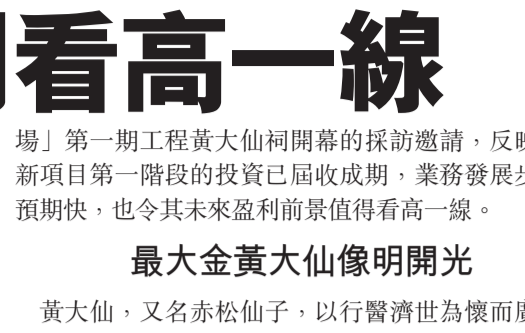 看高一線
場」第一期工程黃大仙祠開幕的採訪邀請，反
新項目第一階段的投資已屆收成期，業務發展
預期快，也令其未來盈利前景值得看高一線。
最大金黃大仙像明開光
黃大仙，又名赤松仙子，以行醫濟世為懷而